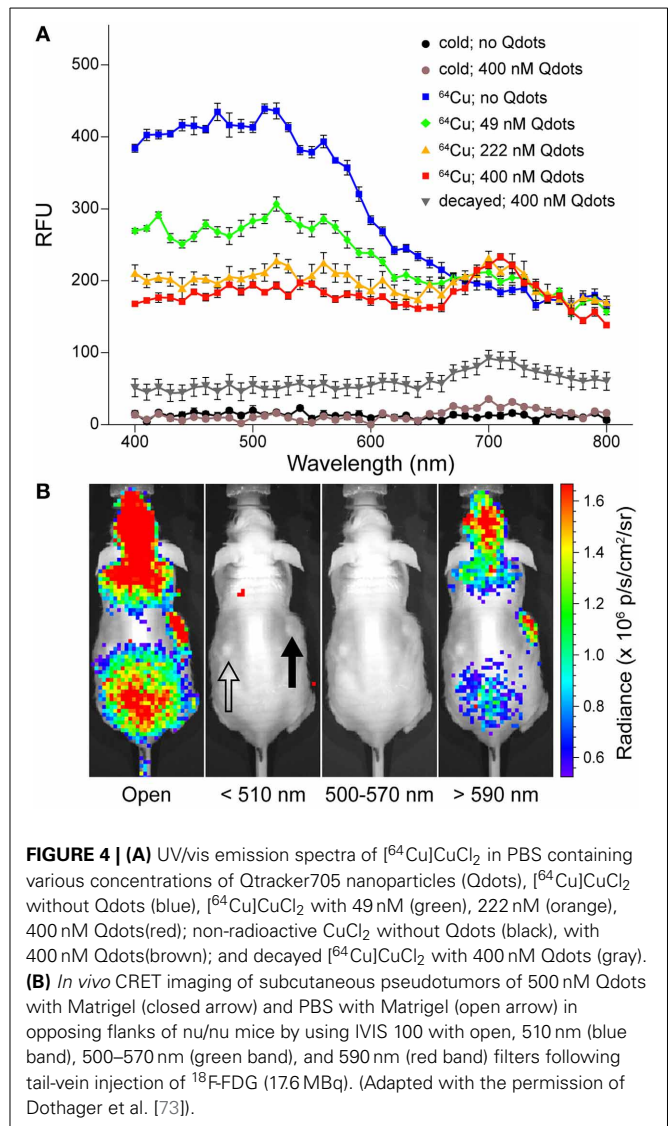 A
500
400
300
200
100
0
RFU
cold; no Qdots
cold; 400 nM Qdots
⁶⁴Cu; no Qdots
⁶⁴Cu; 49 nM Qdots
⁶⁴Cu; 222 nM Qdots
⁶⁴Cu; 400 nM Qdots
decayed; 400 nM Qdots
400 500 600 700 800
Wavelength (nm)
B
1.6
1.4
1.2
1.0
0.8
0.6
Radiance (x 10⁶ p/s/cm²/sr)
Open < 510 nm 500-570 nm > 590 nm
FIGURE 4 | (A) UV/vis emission spectra of [⁶⁴Cu]CuCl₂ in PBS containing
various concentrations of Qtracker705 nanoparticles (Qdots), [⁶⁴Cu]CuCl₂
without Qdots (blue), [⁶⁴Cu]CuCl₂ with 49 nM (green), 222 nM (orange),
400 nM Qdots(red); non-radioactive CuCl₂ without Qdots (black), with
400 nM Qdots(brown); and decayed [⁶⁴Cu]CuCl₂ with 400 nM Qdots (gray).
(B) In vivo CRET imaging of subcutaneous pseudotumors of 500 nM Qdots
with Matrigel (closed arrow) and PBS with Matrigel (open arrow) in
opposing flanks of nu/nu mice by using IVIS 100 with open, 510 nm (blue
band), 500–570 nm (green band), and 590 nm (red band) filters following
tail-vein injection of ¹⁸F-FDG (17.6 MBq). (Adapted with the permission of
Dothager et al. [73]).